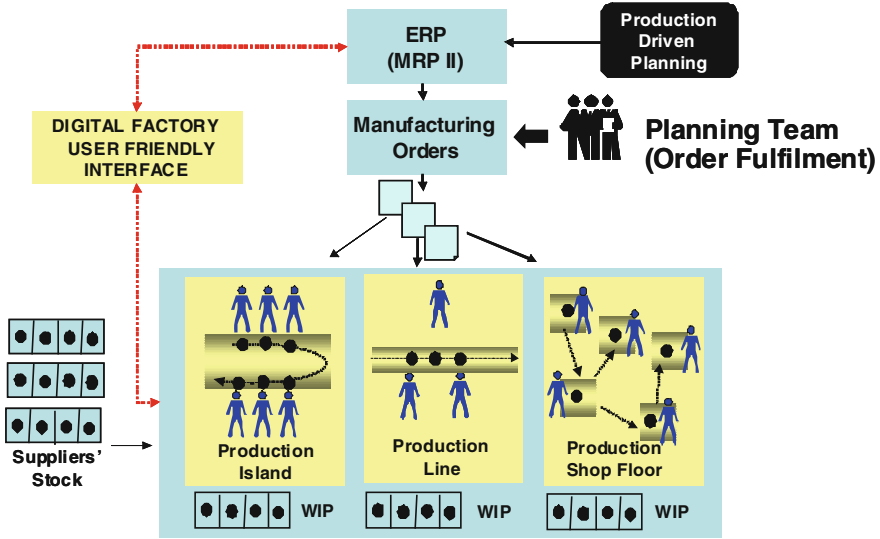 ERP
(MRP II)
Production
Driven
Planning
DIGITAL FACTORY
USER FRIENDLY
INTERFACE
Manufacturing
Orders
Planning Team
(Order Fulfilment)
Suppliers'
Stock
Production
Island
Production
Line
Production
Shop Floor
WIP
WIP
WIP